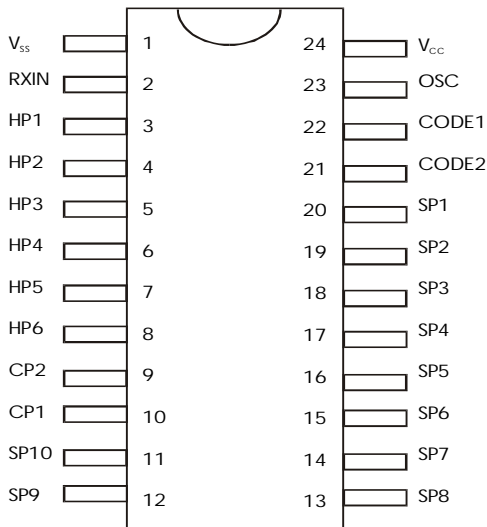 Vss 1 24 Vcc
RXIN 2 23 OSC
HP1 3 22 CODE1
HP2 4 21 CODE2
HP3 5 20 SP1
HP4 6 19 SP2
HP5 7 18 SP3
HP6 8 17 SP4
CP2 9 16 SP5
CP1 10 15 SP6
SP10 11 14 SP7
SP9 12 13 SP8